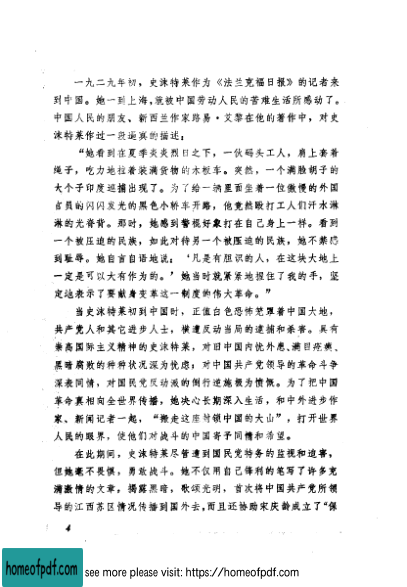 一九二九年初，史沫特莱作为《法兰克福日报》的记者来
到中国。她一到上海，就被中国劳动人民的苦难生活所感动了。
中国人民的朋友、新西兰作家路易·艾黎在他的著作中，对史
沫特莱作过一段逼真的描述：
“她看到在夏季炎炎烈日之下，一伙码头工人，肩上套着
绳子，吃力地拉着装满货物的木板车。突然，一个满脸胡子的
大个子印度巡捕出现了。为了给一辆里面坐着一位傲慢的外国
官员的闪闪发光的黑色小轿车开路，他竟然殴打工人们汗水淋
淋的光脊背。那时，她感到警棍好象打在自己身上一样。看到
一个被压迫的民族，如此对待另一个被压迫的民族，她不禁感
到耻辱。她自言自语地说：‘凡是有胆识的人，在这块大地上
一定是可以大有作为的。’她当时就紧紧地握住了我的手，坚
定地表示了要献身变革这一制度的伟大革命。”
当史沫特莱初到中国时，正值白色恐怖笼罩着中国大地，
共产党人和其它进步人士，横遭反动当局的逮捕和杀害。具有
崇高国际主义精神的史沫特莱，对旧中国内忧外患、满目疮痍、
黑暗腐败的种种状况深为忧虑；对中国共产党领导的革命斗争
深表同情，对国民党反动派的倒行逆施极为愤慨。为了把中国
革命真相向全世界传播，她决心长期深入生活，和中外进步作
家、新闻记者一起，“搬走这座封锁中国的大山”，打开世界
人民的眼界，使他们对战斗的中国寄予同情和希望。
在此期间，史沫特莱尽管遭到国民党特务的监视和迫害，
但她毫不畏惧，勇敢战斗。她不仅用自己锋利的笔写了许多充
满激情的文章，揭露黑暗，歌颂光明，首次将中国共产党所领
导的江西苏区情况传播到国外去，而且还协助宋庆龄成立了“保
4
homeofpdf.com
see more please visit: https://homeofpdf.com